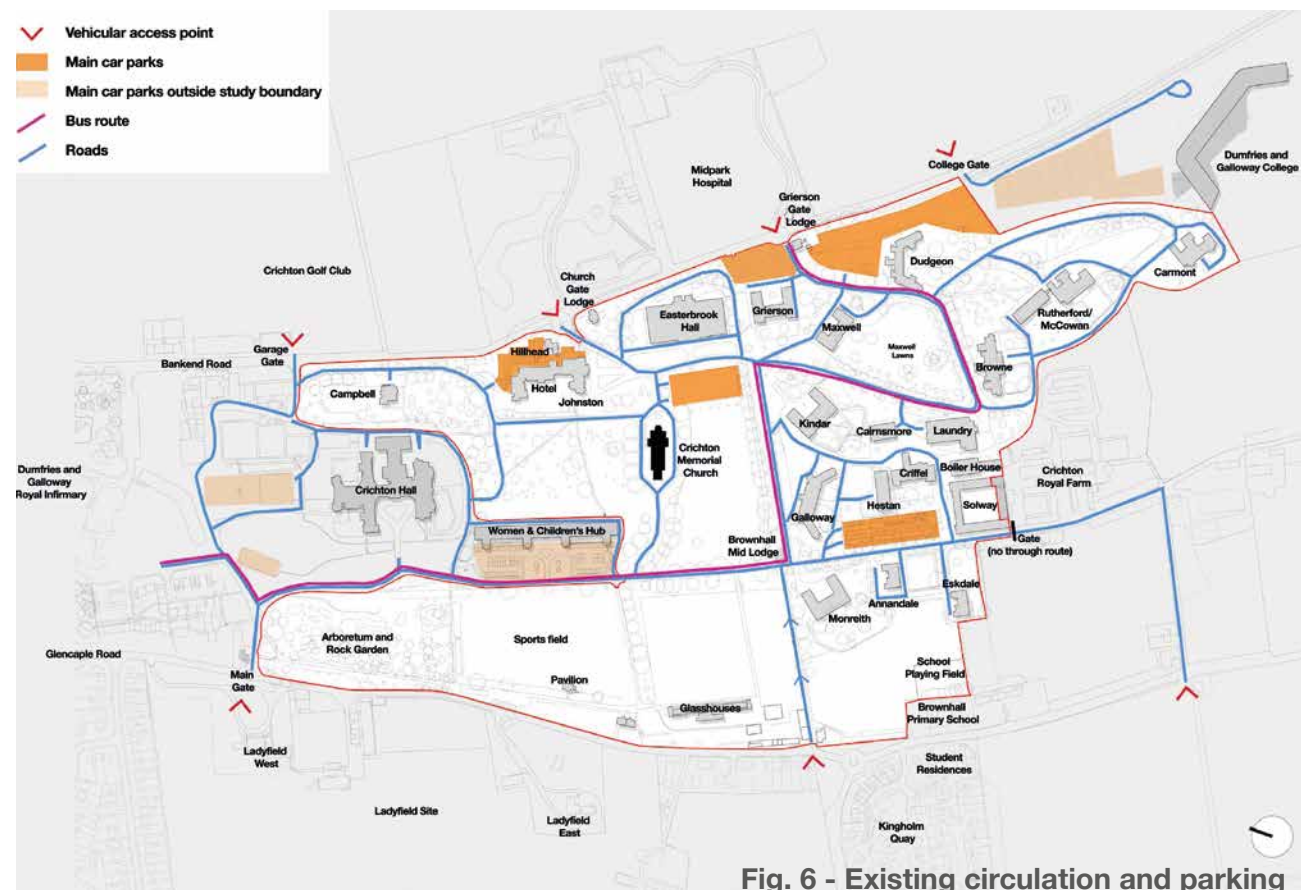 Vehicular access point
Main car parks
Main car parks outside study boundary
Bus route
Roads
Midpark
Hospital
College Gate
Dumfries and
Galloway College
Grierson
Gate
Lodge
Crichton Golf Club
Church
Gate
Lodge
Dudgeon
Carmont
Easterbrook
Hall
Grierson
Maxwell
Rutherford/
McCowan
Maxwell
Lawns
Bankend Road
Garage
Gate
Hillhead
Campbell
Hotel
Johnston
Browne
Kindar
Cairnsmore
Laundry
Crichton
Memorial
Church
Dumfries and
Galloway
Royal Infirmary
Crichton Hall
Criffel
Boiler House
Crichton
Royal Farm
Galloway
Hestan
Solway
Women & Children's Hub
Brownhall
Mid Lodge
Gate
(no through route)
Annandale
Eskdale
Monreith
Arboretum and
Rock Garden
Sports field
Glencaple Road
Main
Gate
Pavilion
School
Playing Field
Glasshouses
Brownhall
Primary School
Ladyfield
West
Student
Residences
Ladyfield Site
Ladyfield
East
Kingholm
Quay
Fig. 6 - Existing circulation and parking